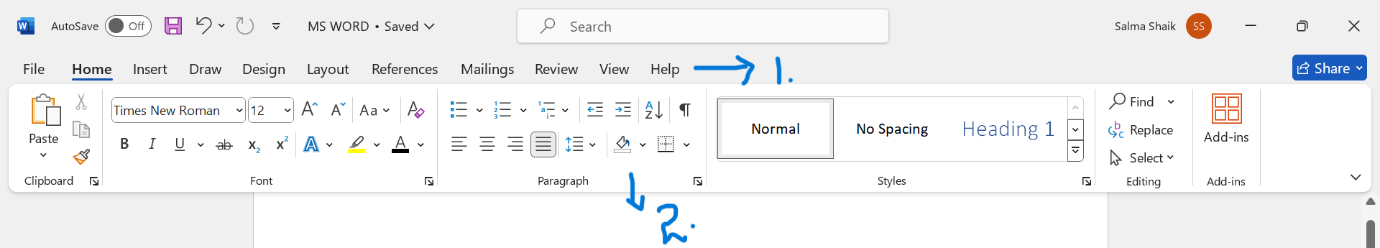 AutoSave Off MS WORD • Saved Search Salma Shaik SS
File Home Insert Draw Design Layout References Mailings Review View Help 1. Share
Paste Times New Roman 12 A A Aa A Normal No Spacing Heading 1 Find
Replace
B I U ab x₂ x² A A Select Add-ins
Clipboard Font Paragraph Styles Editing Add-ins
2.